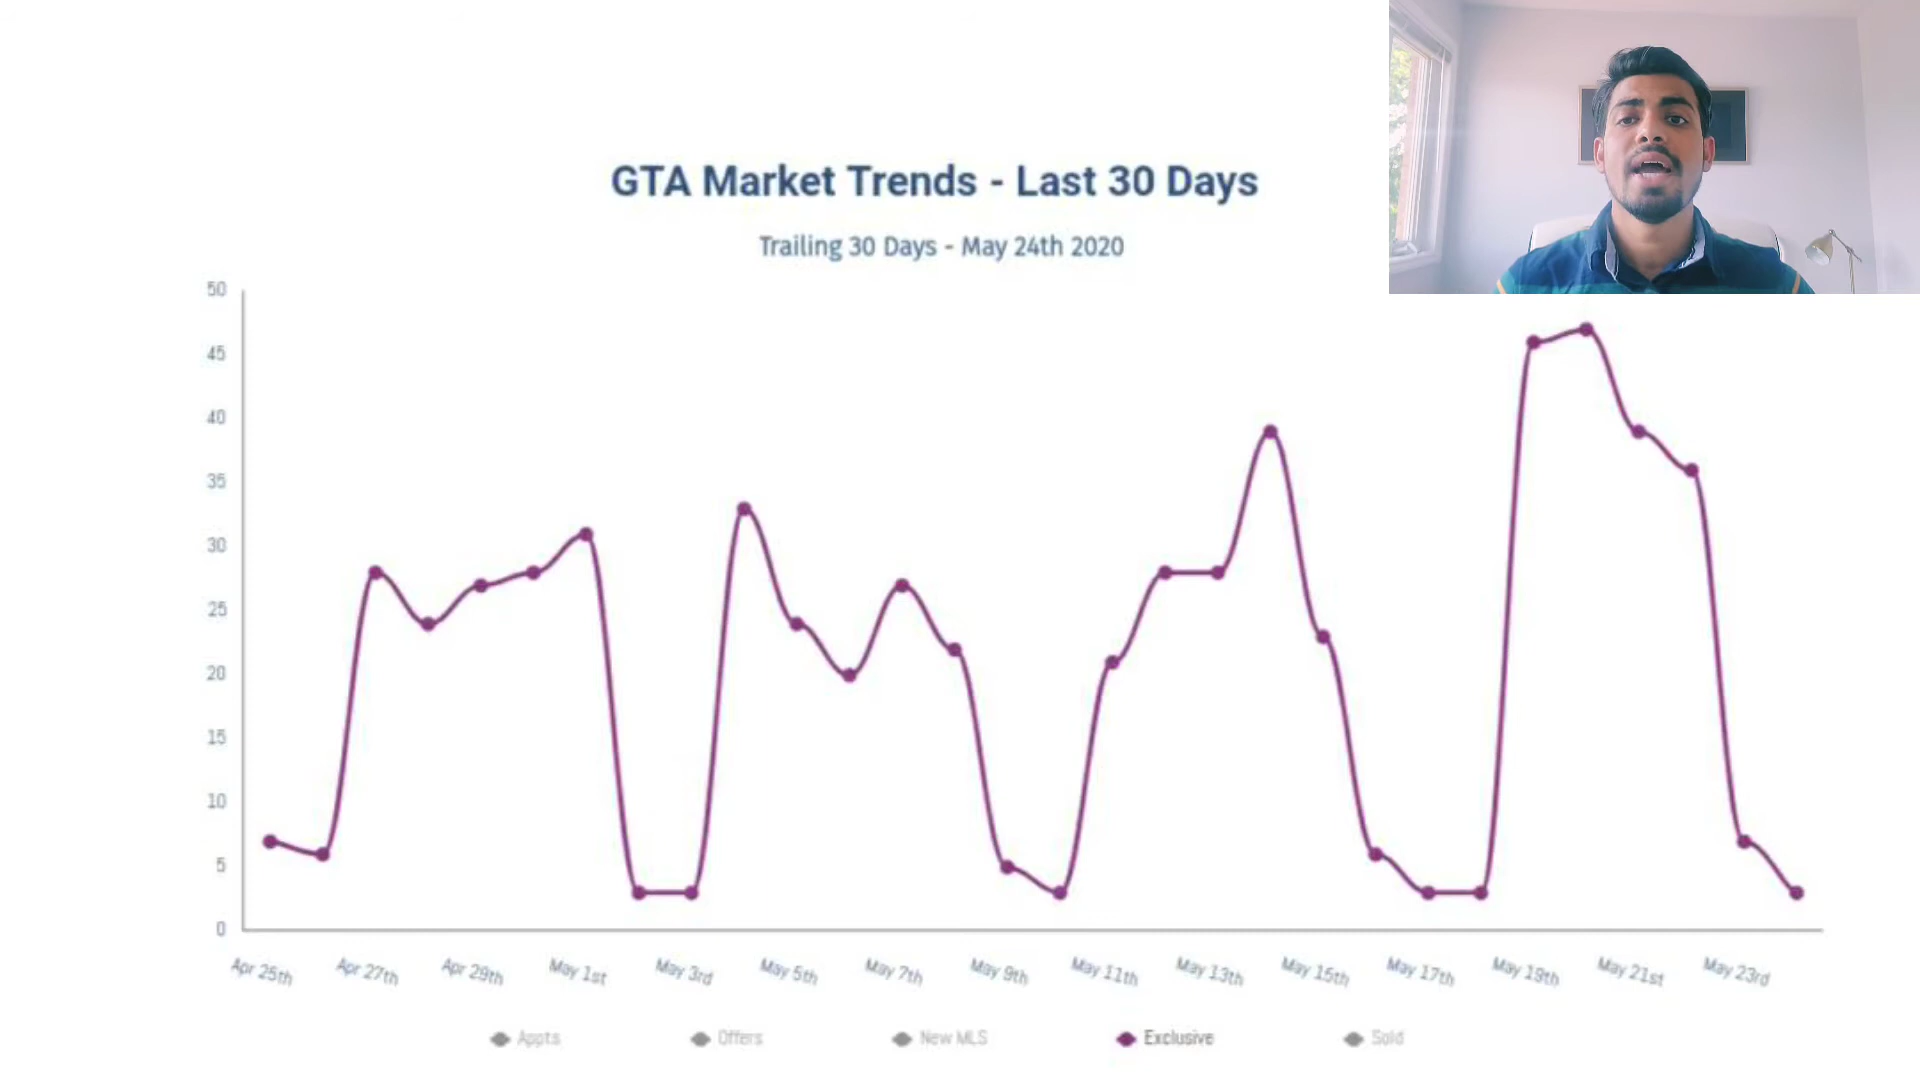 GTA Market Trends - Last 30 Days
Trailing 30 Days - May 24th 2020
50
45
40
35
30
25
20
15
10
5
0
Apr 25th Apr 27th Apr 29th May 1st May 3rd May 5th May 7th May 9th May 11th May 13th May 15th May 17th May 19th May 21st May 23rd
Appts Offers New MLS Exclusive Sold